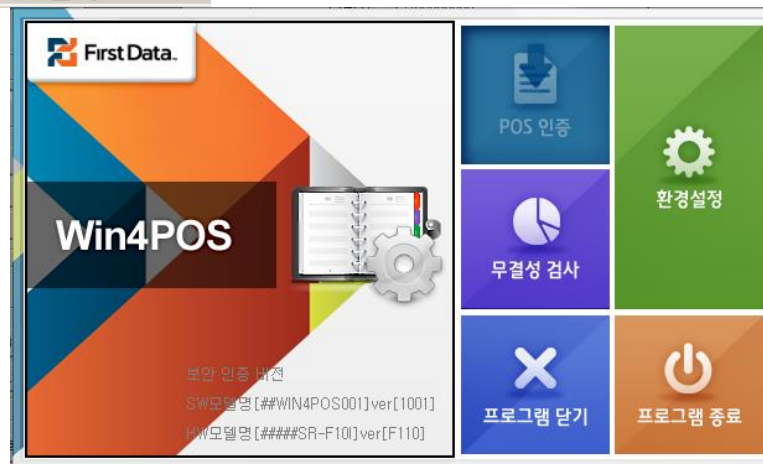 First Data
POS 인증
환경설정
Win4POS
무결성 검사
보안 인증 버젼
SW모델명[##WIN4POS001]ver[1001]
HW모델명[#####SR-F10I]ver[F110]
프로그램 닫기
프로그램 종료